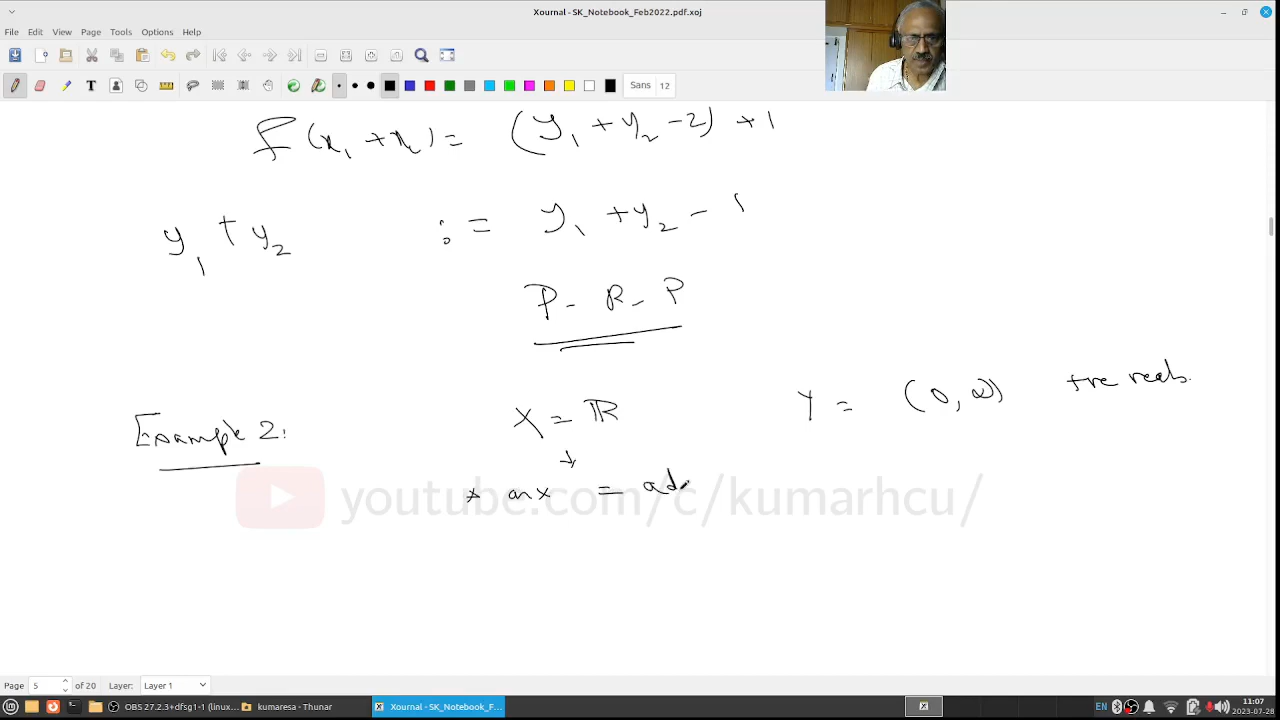 Xournal - SK_Notebook_Feb2022.pdf.xoj
File Edit View Page Tools Options Help
Sans 12
f(x₁ + x₂) = (y₁ + y₂ - 2) + 1
y₁ + y₂ := y₁ + y₂ - 1
P - R - P
Example 2: X = ℝ Y = (0, ∞) +ve reals.
* on X = add
youtube.com/c/kumarhcu/
Page 5 of 20 Layer: Layer 1
OBS 27.2.3+dfsg1-1 (linux... kumaresa - Thunar Xournal - SK_Notebook_F... EN 11:07
2023-07-28